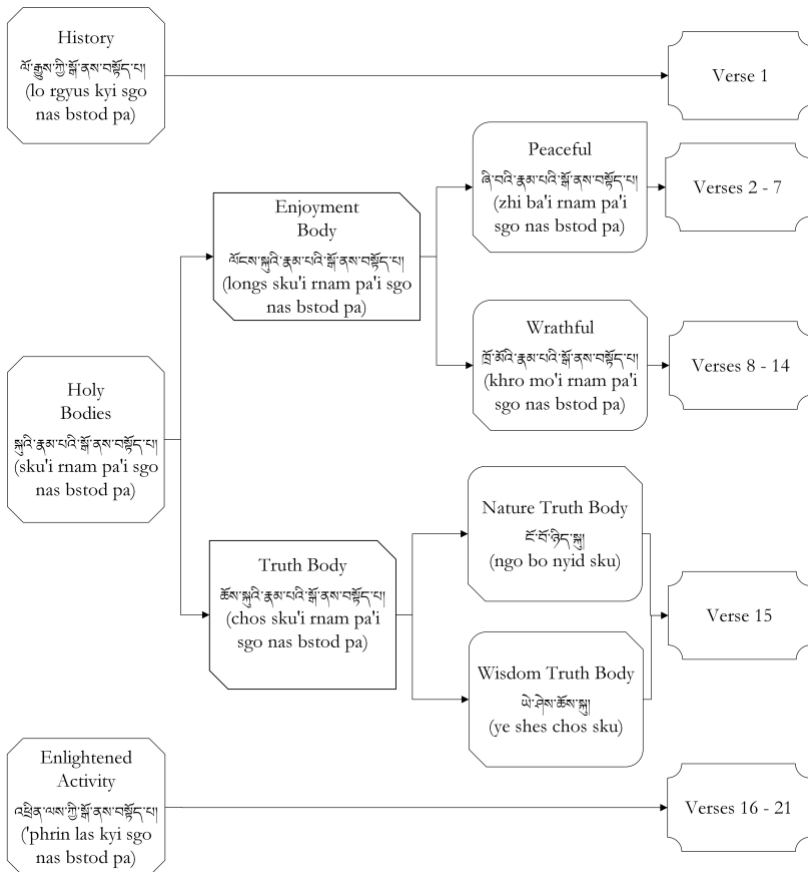 History
ལོ་རྒྱུས་ཀྱི་སྒོ་ནས་བསྟོད་པ།
(lo rgyus kyi sgo
nas bstod pa)
Verse 1
Holy
Bodies
སྐུའི་རྣམ་པའི་སྒོ་ནས་བསྟོད་པ།
(sku'i rnam pa'i sgo
nas bstod pa)
Enjoyment
Body
ལོངས་སྐུའི་རྣམ་པའི་སྒོ་ནས་བསྟོད་པ།
(longs sku'i rnam pa'i sgo
nas bstod pa)
Peaceful
ཞི་བའི་རྣམ་པའི་སྒོ་ནས་བསྟོད་པ།
(zhi ba'i rnam pa'i
sgo nas bstod pa)
Verses 2 - 7
Wrathful
ཁྲོ་མོའི་རྣམ་པའི་སྒོ་ནས་བསྟོད་པ།
(khro mo'i rnam pa'i
sgo nas bstod pa)
Verses 8 - 14
Truth Body
ཆོས་སྐུའི་རྣམ་པའི་སྒོ་ནས་བསྟོད་པ།
(chos sku'i rnam pa'i
sgo nas bstod pa)
Nature Truth Body
ངོ་བོ་ཉིད་སྐུ།
(ngo bo nyid sku)
Wisdom Truth Body
ཡེ་ཤེས་ཆོས་སྐུ།
(ye shes chos sku)
Verse 15
Enlightened
Activity
འཕྲིན་ལས་ཀྱི་སྒོ་ནས་བསྟོད་པ།
('phrin las kyi sgo
nas bstod pa)
Verses 16 - 21